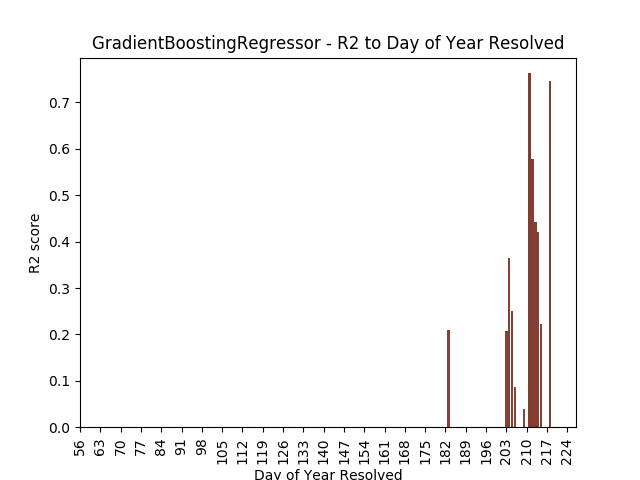 GradientBoostingRegressor - R2 to Day of Year Resolved
R2 score
0.7
0.6
0.5
0.4
0.3
0.2
0.1
0.0
56 63 70 77 84 91 98 105 112 119 126 133 140 147 154 161 168 175 182 189 196 203 210 217 224
Day of Year Resolved